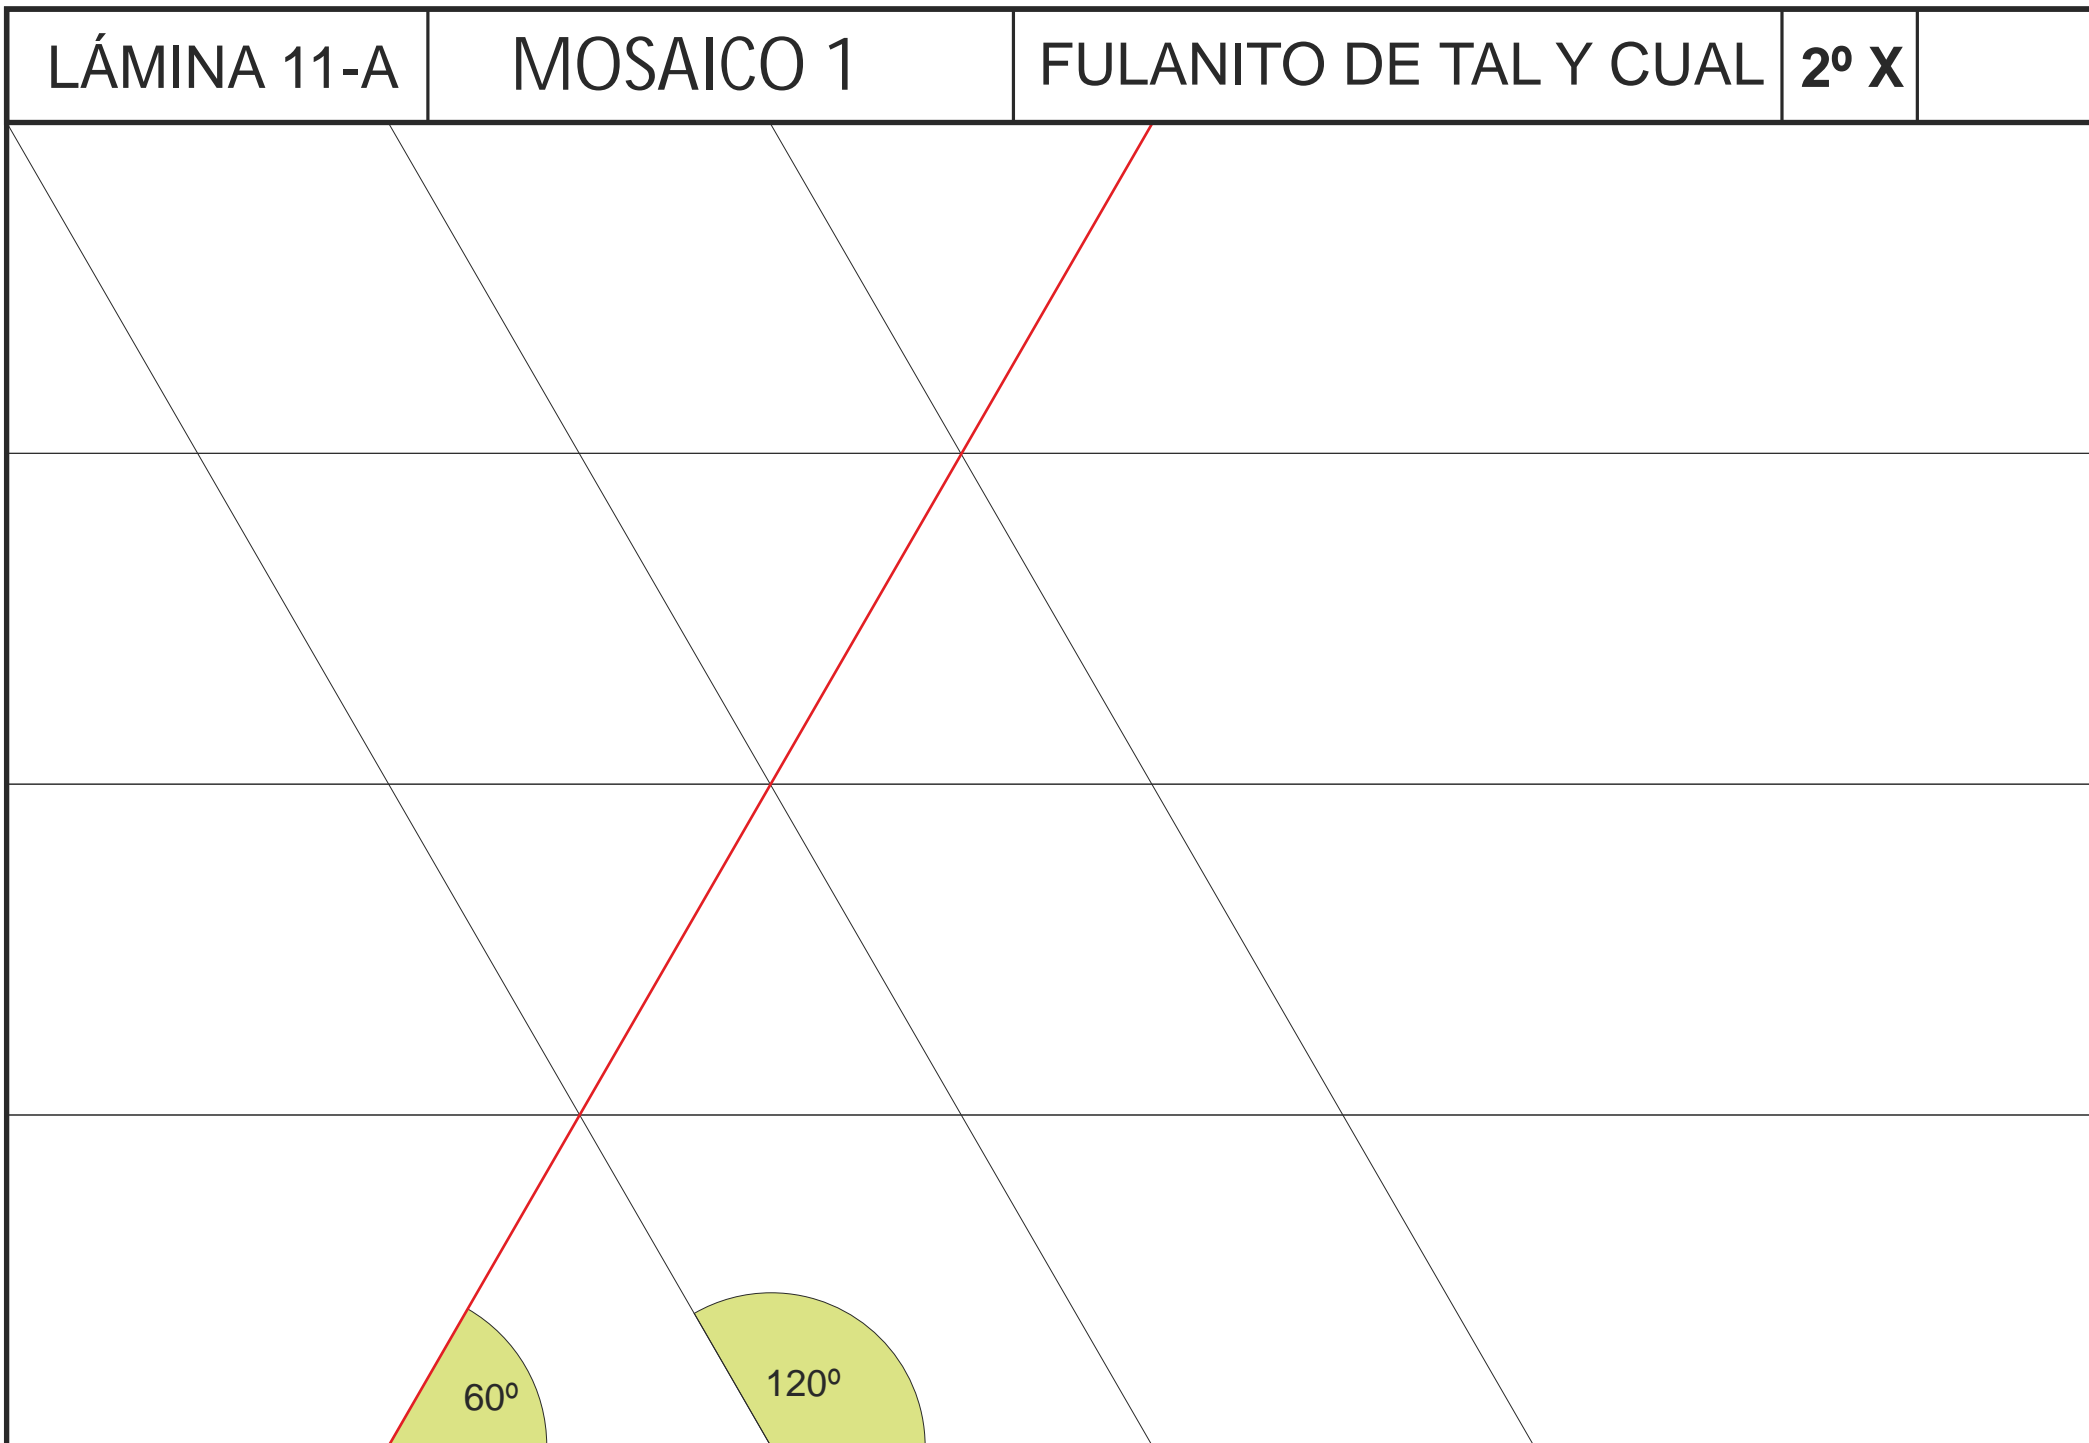 LÁMINA 11-A
MOSAICO 1
FULANITO DE TAL Y CUAL
2º X
60º
120º